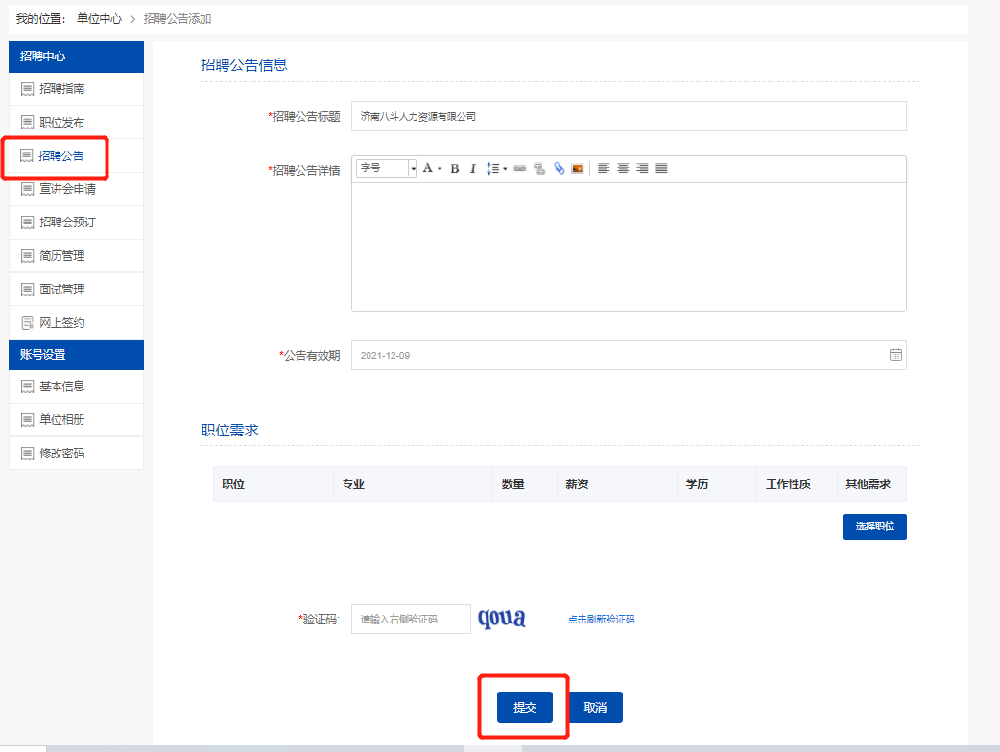 我的位置： 单位中心 > 招聘公告添加
招聘中心
招聘指南
职位发布
招聘公告
宣讲会申请
招聘会预订
简历管理
面试管理
网上签约
账号设置
基本信息
单位相册
修改密码
招聘公告信息
*招聘公告标题 济南八斗人力资源有限公司
*招聘公告详情 字号 A B I
*公告有效期 2021-12-09
职位需求
职位 专业 数量 薪资 学历 工作性质 其他需求
选择职位
*验证码: 请输入右侧验证码 qoua 点击刷新验证码
提交 取消